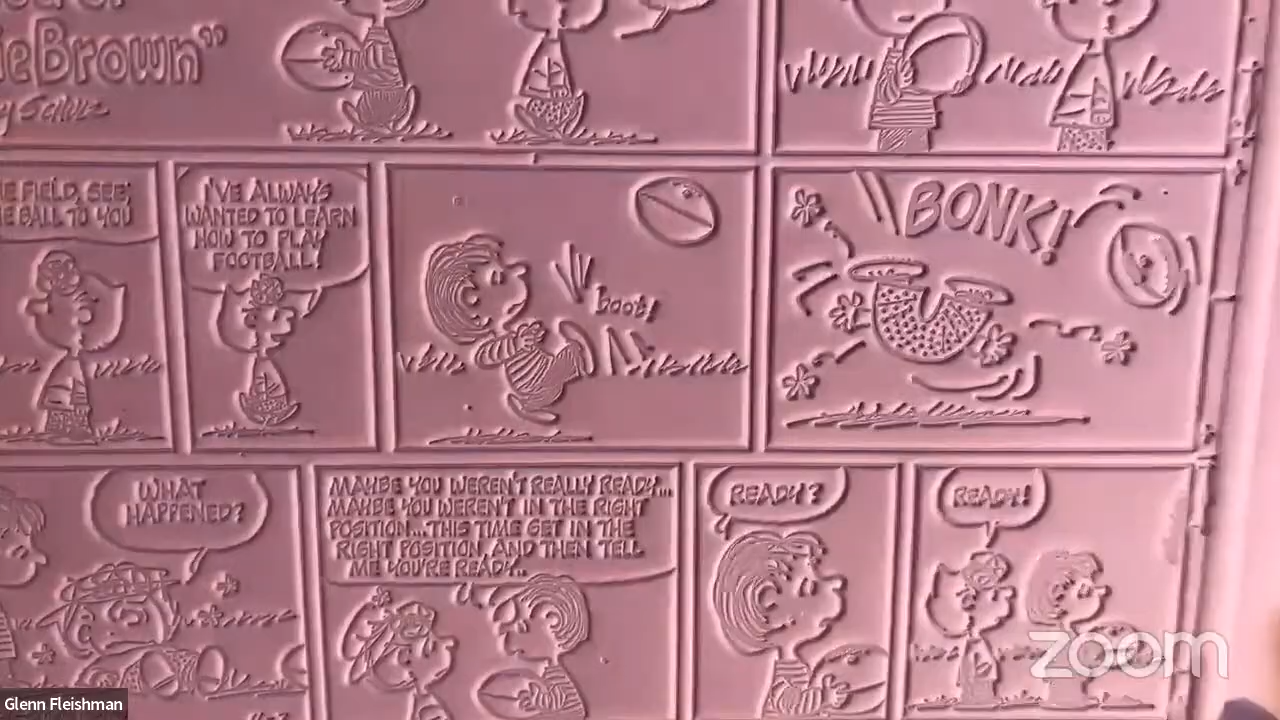 ieBrown"
y Schulz
E FIELD, SEE,
E BALL TO YOU
I'VE ALWAYS
WANTED TO LEARN
HOW TO PLAY
FOOTBALL!
boot!
BONK!
WHAT
HAPPENED?
MAYBE YOU WEREN'T REALLY READY...
MAYBE YOU WEREN'T IN THE RIGHT
POSITION...THIS TIME GET IN THE
RIGHT POSITION, AND THEN TELL
ME YOU'RE READY..
READY?
READY!
zoom
Glenn Fleishman